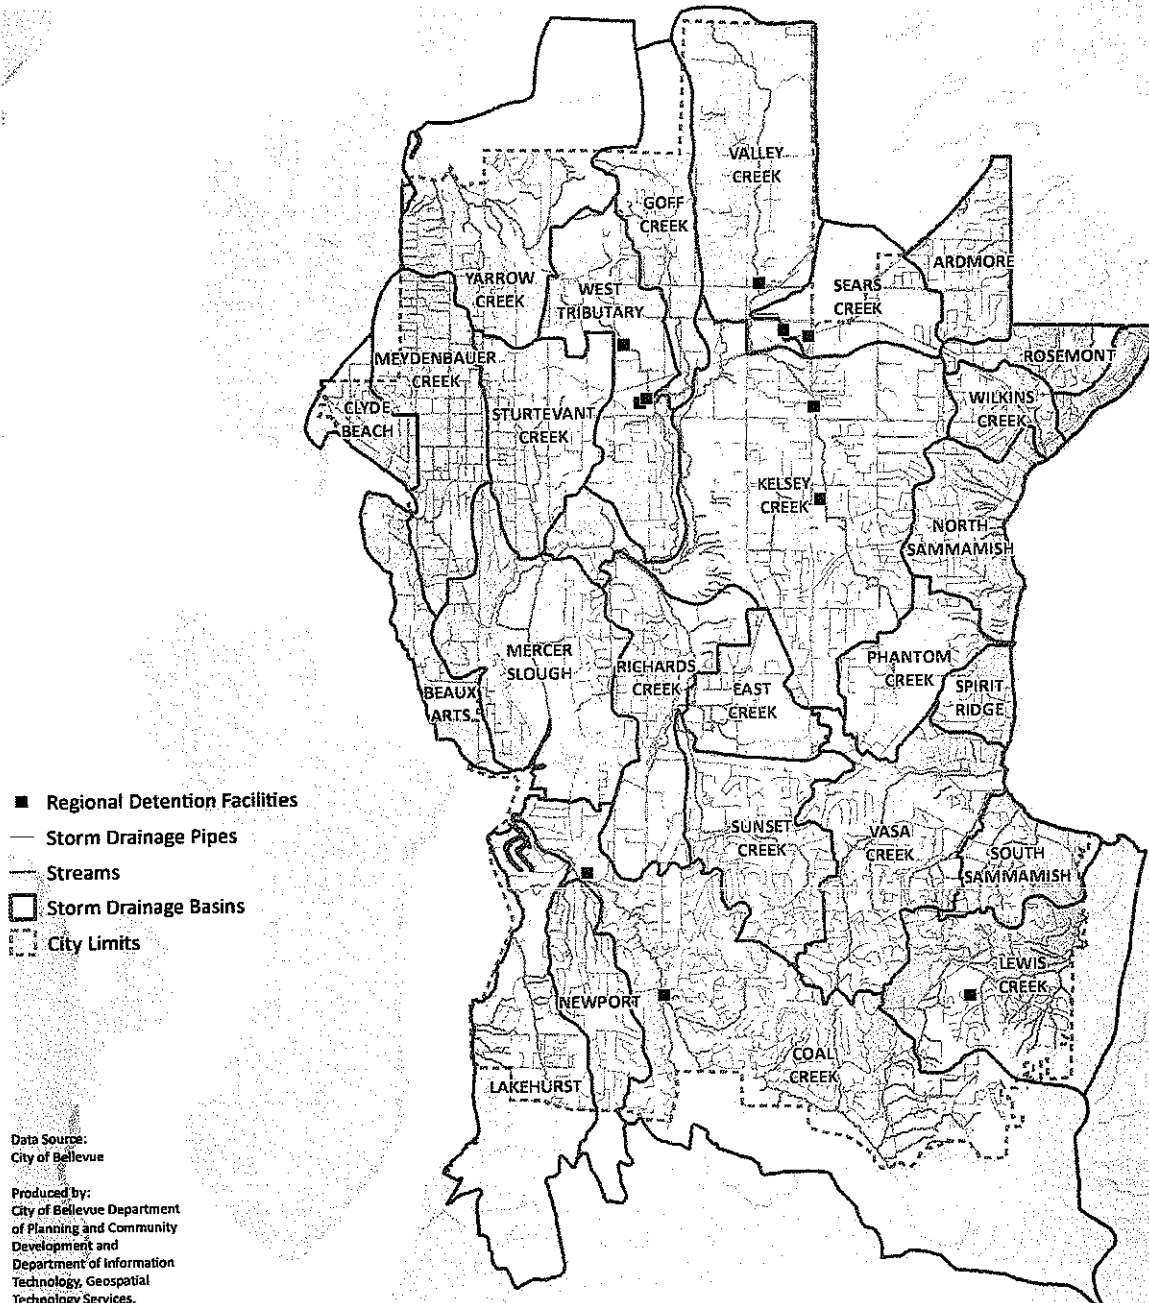 VALLEY
CREEK
GOFF
CREEK
ARDMORE
YARROW
CREEK
WEST
TRIBUTARY
SEARS
CREEK
MEYDENBAUER
CREEK
ROSEMONT
CLYDE
BEACH
STURTEVANT
CREEK
WILKINS
CREEK
KELSEY
CREEK
NORTH
SAMMAMISH
MERCER
SLOUGH
RICHARDS
CREEK
PHANTOM
CREEK
BEAUX
ARTS
EAST
CREEK
SPIRIT
RIDGE
Regional Detention Facilities
Storm Drainage Pipes
Streams
Storm Drainage Basins
City Limits
SUNSET
CREEK
VASA
CREEK
SOUTH
SAMMAMISH
LEWIS
CREEK
NEWPORT
COAL
CREEK
LAKEHURST
Data Source:
City of Bellevue
Produced by:
City of Bellevue Department
of Planning and Community
Development and
Department of Information
Technology, Geospatial
Technology Services.